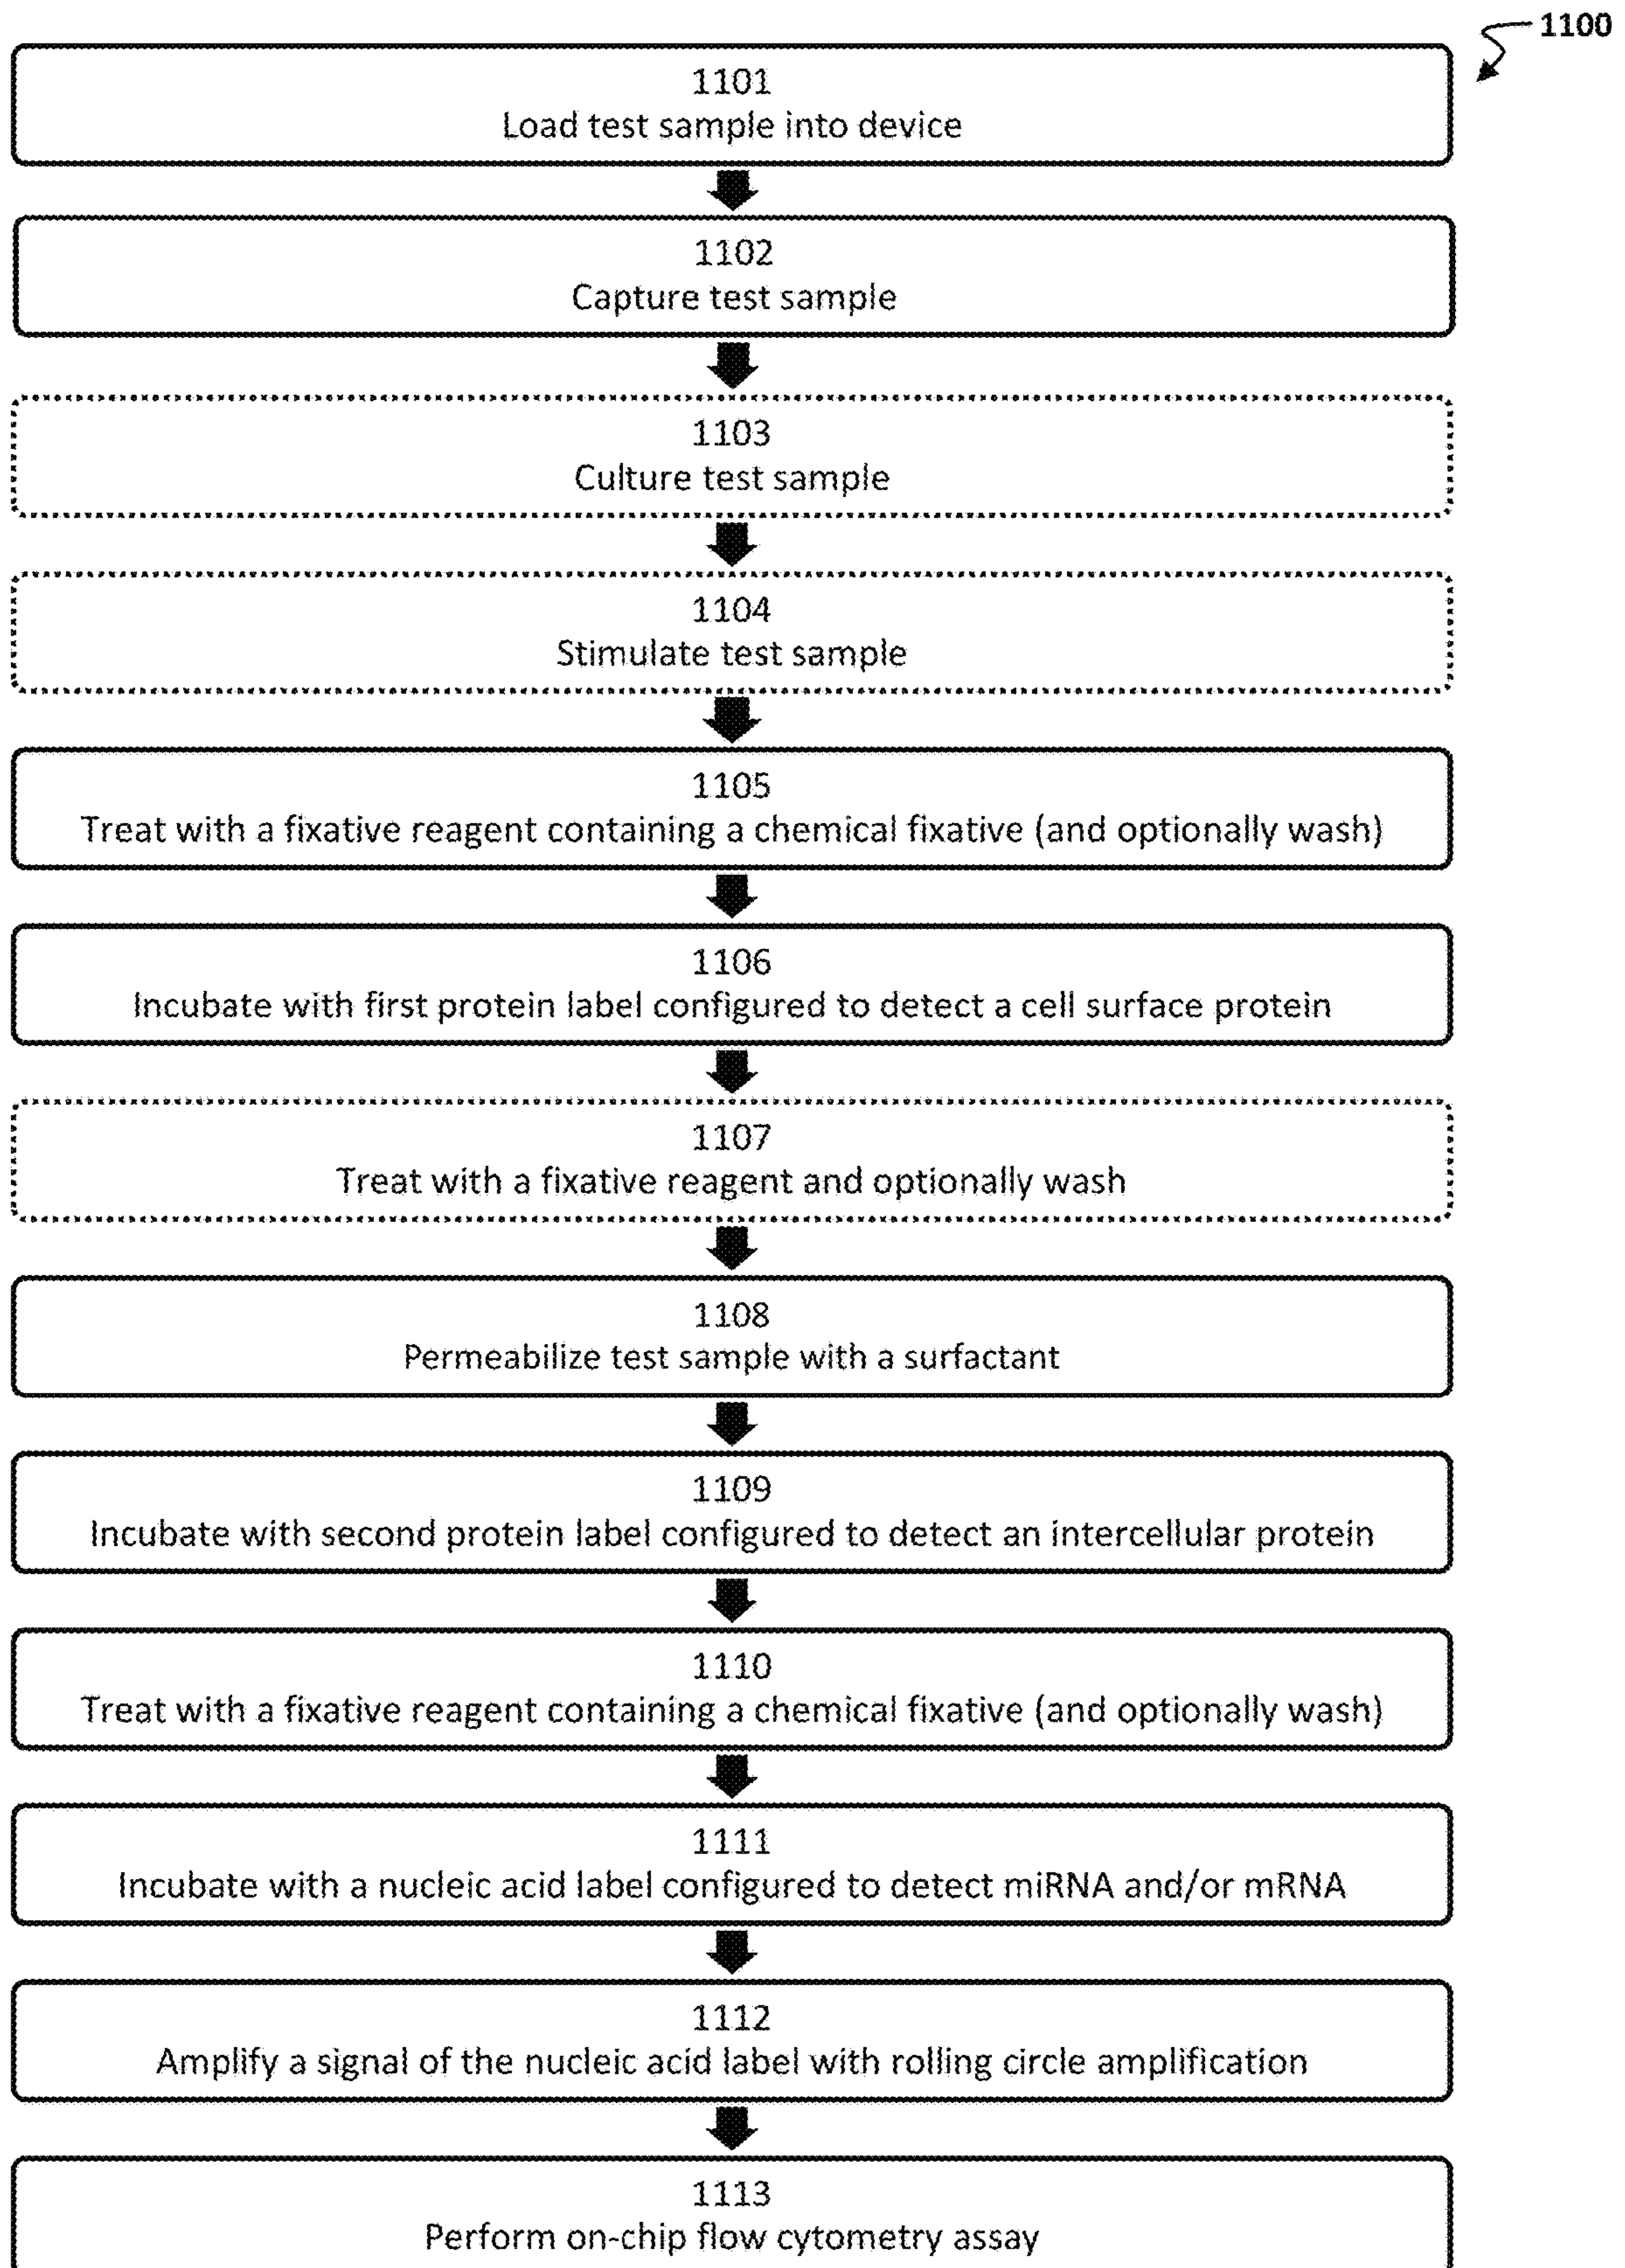 1100
1101
Load test sample into device
1102
Capture test sample
1103
Culture test sample
1104
Stimulate test sample
1105
Treat with a fixative reagent containing a chemical fixative (and optionally wash)
1106
Incubate with first protein label configured to detect a cell surface protein
1107
Treat with a fixative reagent and optionally wash
1108
Permeabilize test sample with a surfactant
1109
Incubate with second protein label configured to detect an intercellular protein
1110
Treat with a fixative reagent containing a chemical fixative (and optionally wash)
1111
Incubate with a nucleic acid label configured to detect miRNA and/or mRNA
1112
Amplify a signal of the nucleic acid label with rolling circle amplification
1113
Perform on-chip flow cytometry assay